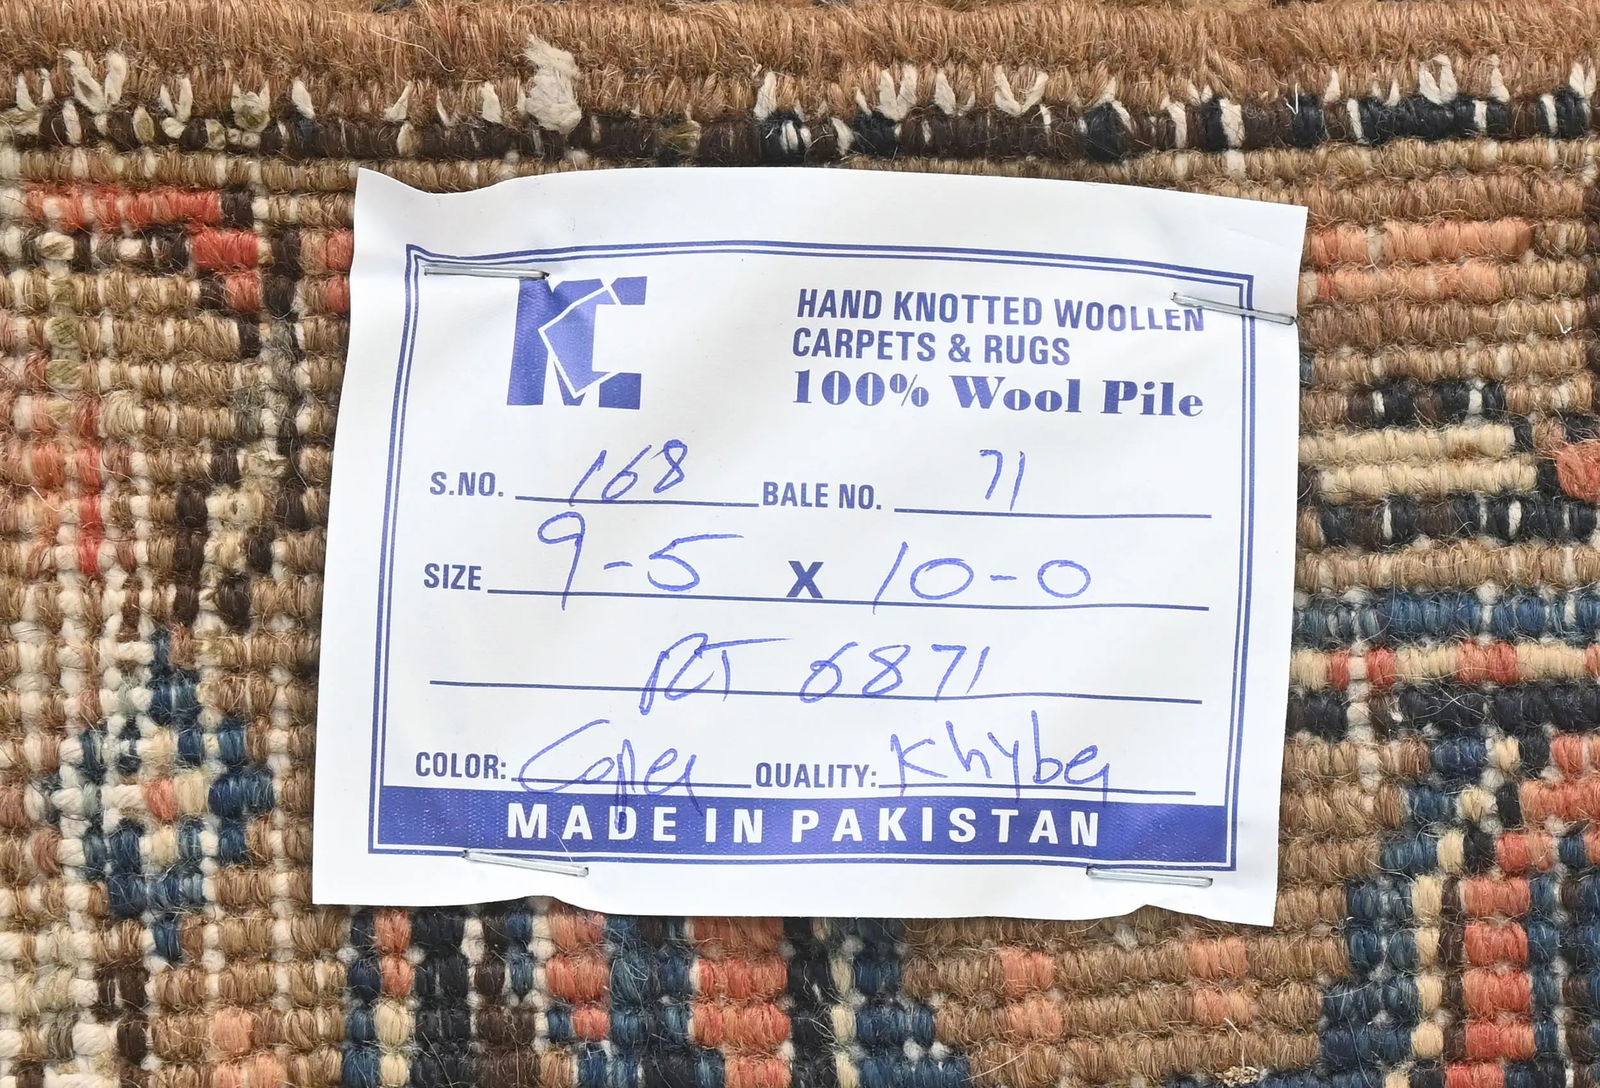 HAND KNOTTED WOOLLEN
CARPETS & RUGS
100% Wool Pile
S.NO. 168 BALE NO. 71
SIZE 9-5 X 10-0
6871
COLOR: QUALITY: Khyber
MADE IN PAKISTAN